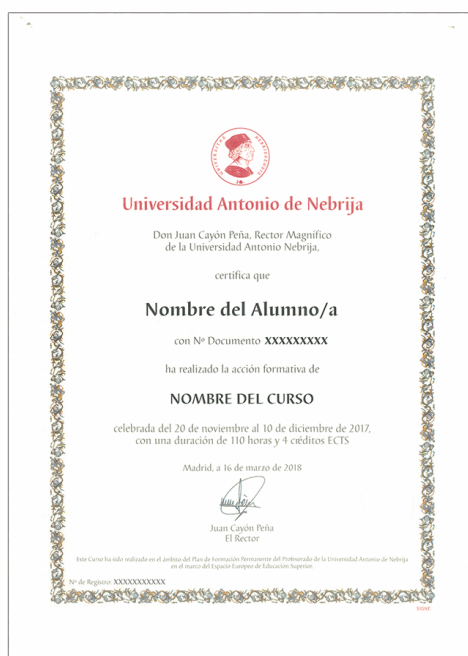 Universidad Antonio de Nebrija
Don Juan Cayón Peña, Rector Magnífico
de la Universidad Antonio Nebrija,
certifica que
Nombre del Alumno/a
con Nº Documento XXXXXXXXX
ha realizado la acción formativa de
NOMBRE DEL CURSO
celebrada del 20 de noviembre al 10 de diciembre de 2017,
con una duración de 110 horas y 4 créditos ECTS
Madrid, a 16 de marzo de 2018
Juan Cayón Peña
El Rector
Este Curso ha sido realizado en el ámbito del Plan de Formación Permanente del Profesorado de la Universidad Antonio de Nebrija
en el marco del Espacio Europeo de Educación Superior
Nº de Registro: XXXXXXXXXXX